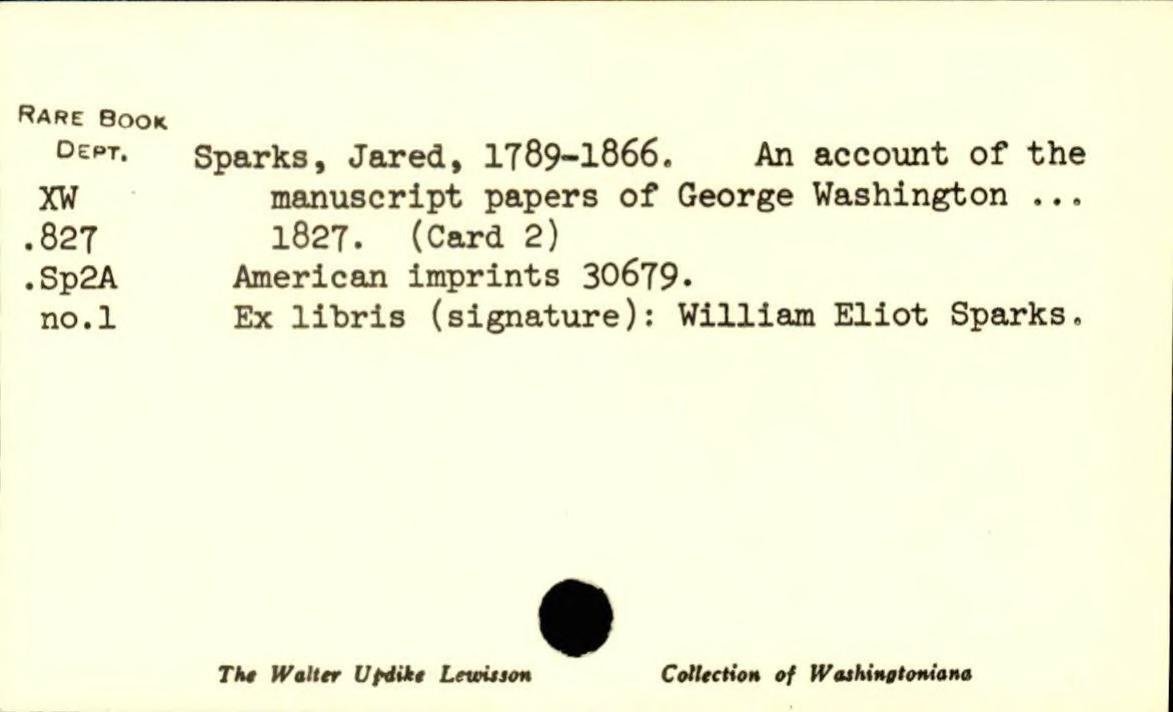 RARE BOOK
DEPT.
Sparks, Jared, 1789-1866. An account of the
XW manuscript papers of George Washington ...
.827 1827. (Card 2)
.Sp2A American imprints 30679.
no.1 Ex libris (signature): William Eliot Sparks.
The Walter Updike Lewisson Collection of Washingtoniana